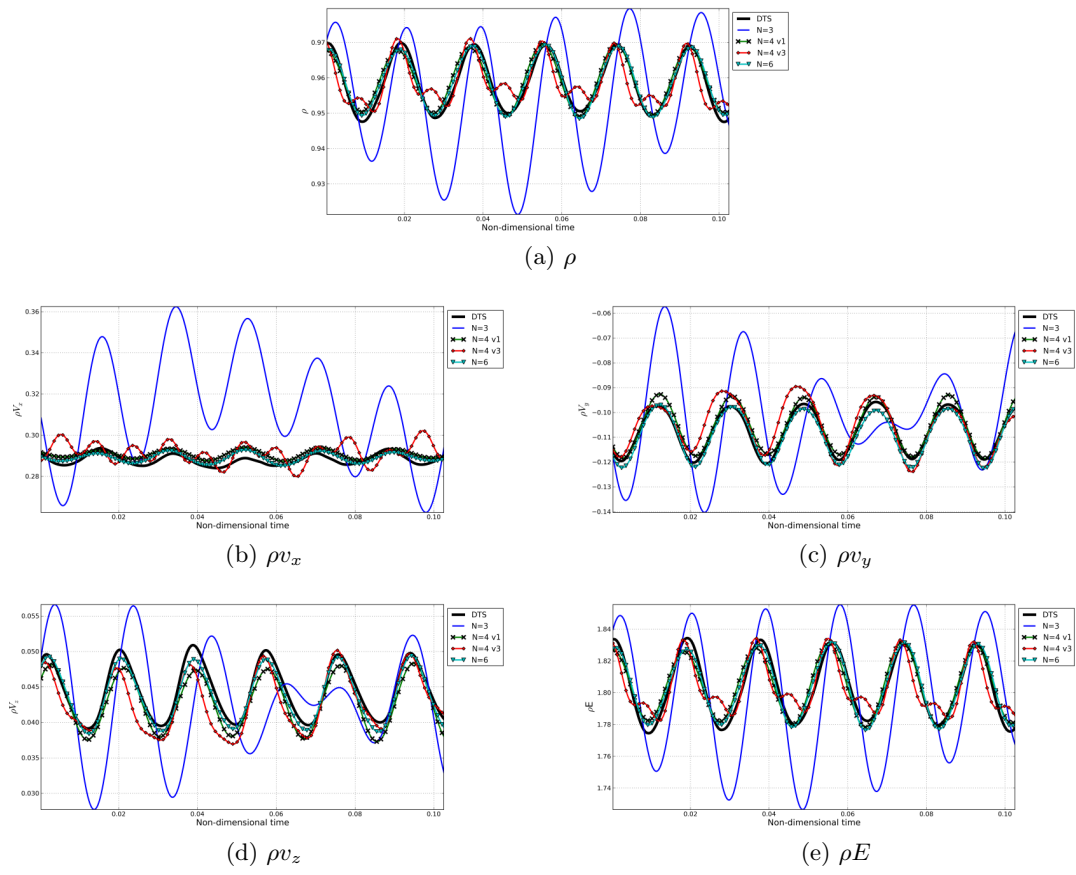 0.97
0.96
0.95
0.94
0.93
ρ
0.02 0.04 0.06 0.08 0.10
Non-dimensional time
DTS
N=3
N=4 v1
N=4 v3
N=6
(a) ρ
0.36
0.34
0.32
0.30
0.28
ρVx
0.02 0.04 0.06 0.08 0.10
Non-dimensional time
DTS
N=3
N=4 v1
N=4 v3
N=6
(b) ρvx
−0.06
−0.07
−0.08
−0.09
−0.10
−0.11
−0.12
−0.13
−0.14
ρVy
0.02 0.04 0.06 0.08 0.10
Non-dimensional time
DTS
N=3
N=4 v1
N=4 v3
N=6
(c) ρvy
0.055
0.050
0.045
0.040
0.035
0.030
ρVz
0.02 0.04 0.06 0.08 0.10
Non-dimensional time
DTS
N=3
N=4 v1
N=4 v3
N=6
(d) ρvz
1.84
1.82
1.80
1.78
1.76
1.74
ρE
0.02 0.04 0.06 0.08 0.10
Non-dimensional time
DTS
N=3
N=4 v1
N=4 v3
N=6
(e) ρE